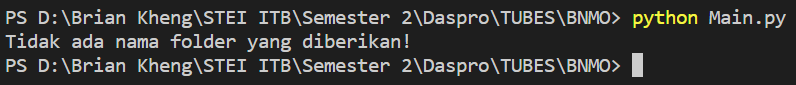 PS D:\Brian Kheng\STEI ITB\Semester 2\Daspro\TUBES\BNMO> python Main.py
Tidak ada nama folder yang diberikan!
PS D:\Brian Kheng\STEI ITB\Semester 2\Daspro\TUBES\BNMO>